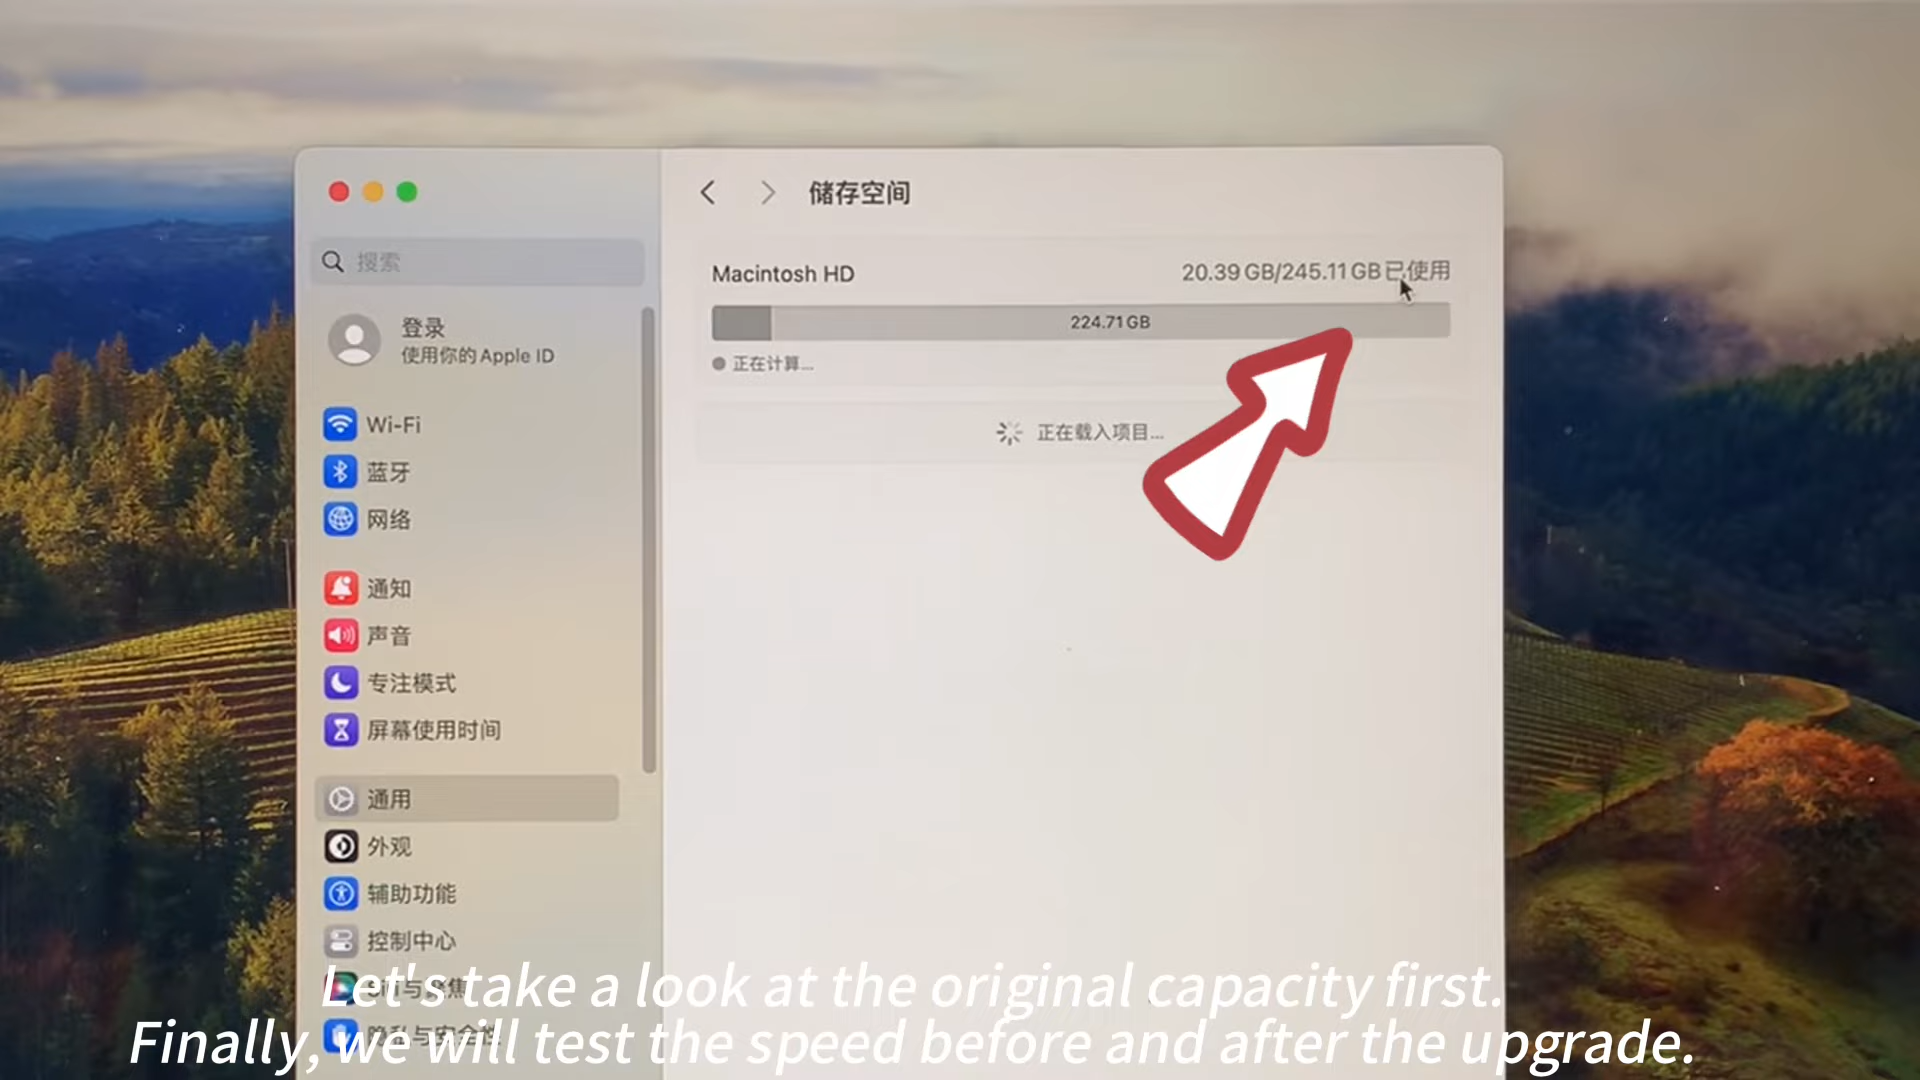 储存空间
搜索
Macintosh HD
20.39 GB/245.11 GB已使用
224.71 GB
正在计算...
正在载入项目...
登录
使用你的 Apple ID
Wi-Fi
蓝牙
网络
通知
声音
专注模式
屏幕使用时间
通用
外观
辅助功能
控制中心
Let's take a look at the original capacity first.
Finally, we will test the speed before and after the upgrade.